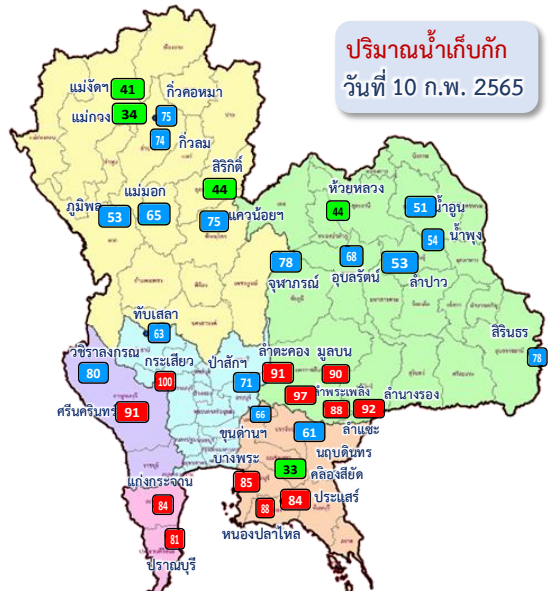 ปริมาณน้ำเก็บกัก
วันที่ 10 ก.พ. 2565
แม่งัดฯ 41
กิ่วคอหมา 75
แม่กวง 34
74 กิ่วลม
สิริกิติ์ 44
ภูมิพล 53
แม่มอก 65
75 แควน้อยฯ
ห้วยหลวง 44
51 น้ำอูน
54 น้ำพุง
78 จุฬาภรณ์
68 อุบลรัตน์
53 ลำปาว
สิรินธร 78
ทับเสลา 63
วชิราลงกรณ 80
กระเสียว 100
ป่าสักฯ 71
ลำตะคอง 91
มูลบน 90
ศรีนครินทร์ 91
97 ลำพระเพลิง
88 ลำแซะ
92 ลำนางรอง
66 ขุนด่านฯ
61 นฤบดินทร
33 คลองสียัด
บางพระ 85
84 ประแสร์
88 หนองปลาไหล
แก่งกระจาน 84
81 ปราณบุรี